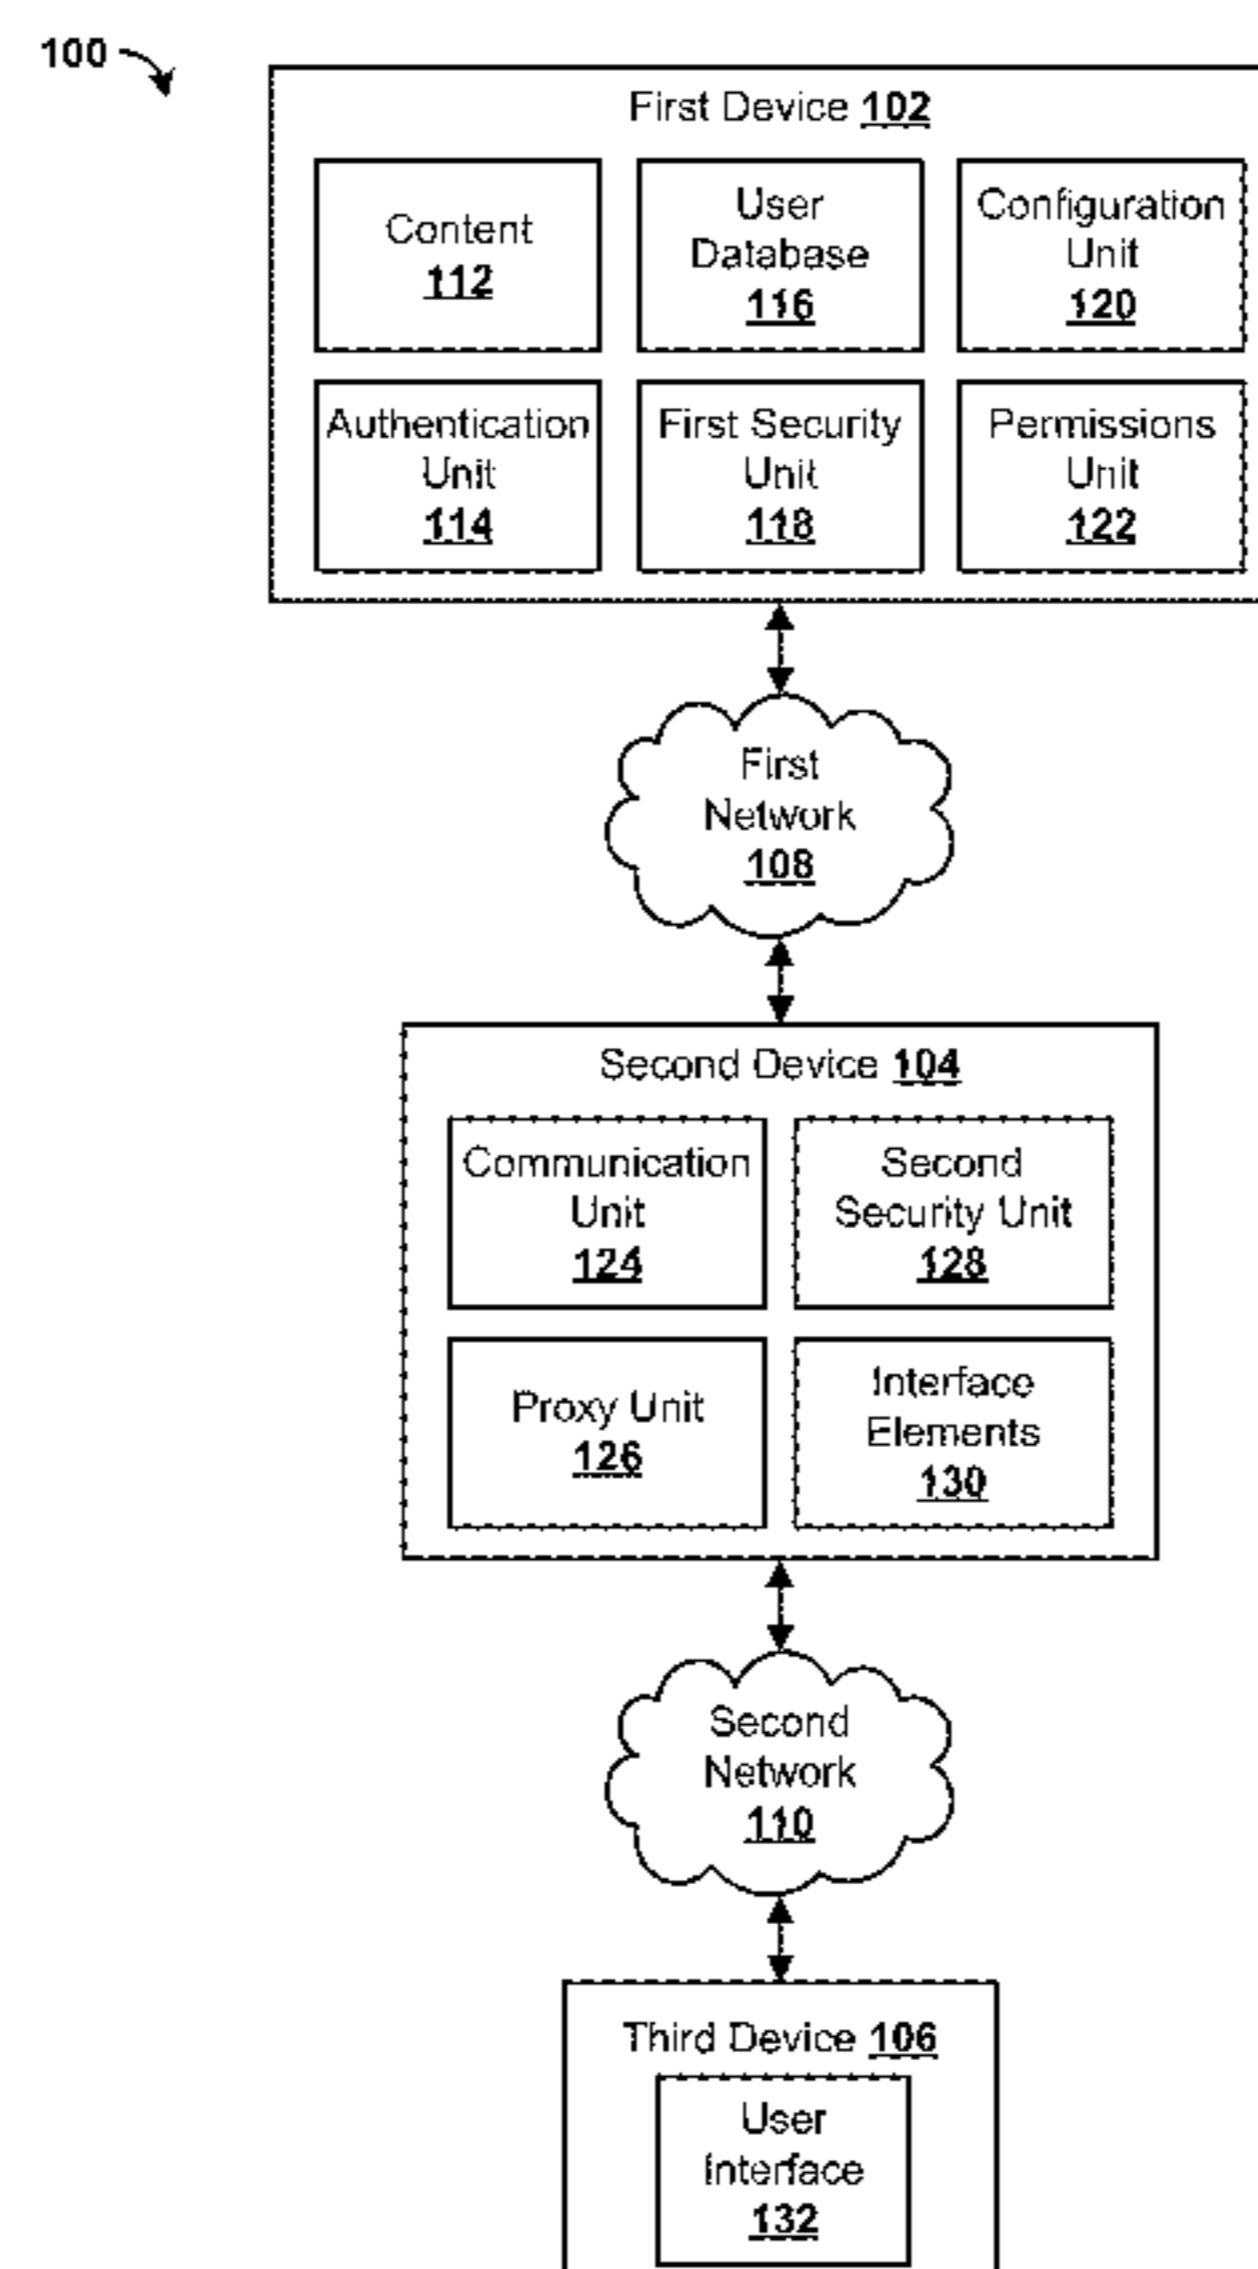 100
First Device 102
Content
112
User
Database
116
Configuration
Unit
120
Authentication
Unit
114
First Security
Unit
118
Permissions
Unit
122
First
Network
108
Second Device 104
Communication
Unit
124
Second
Security Unit
128
Proxy Unit
126
Interface
Elements
130
Second
Network
110
Third Device 106
User
Interface
132